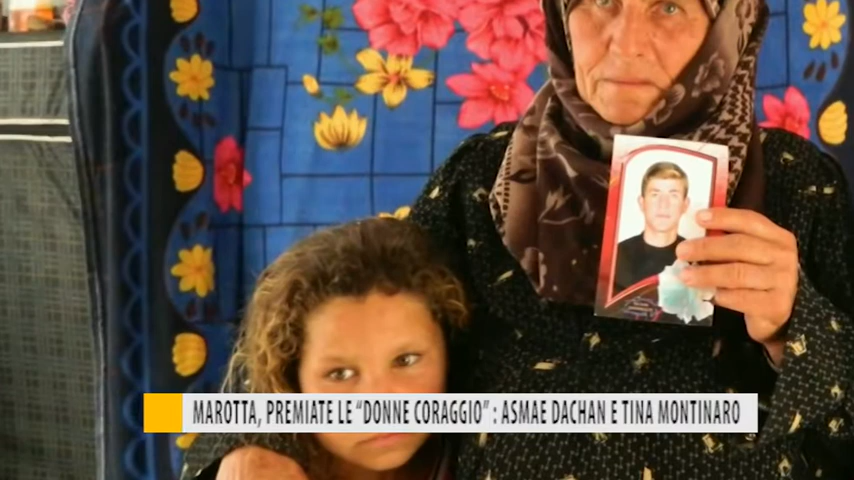 MAROTTA, PREMIATE LE “DONNE CORAGGIO” : ASMAE DACHAN E TINA MONTINARO